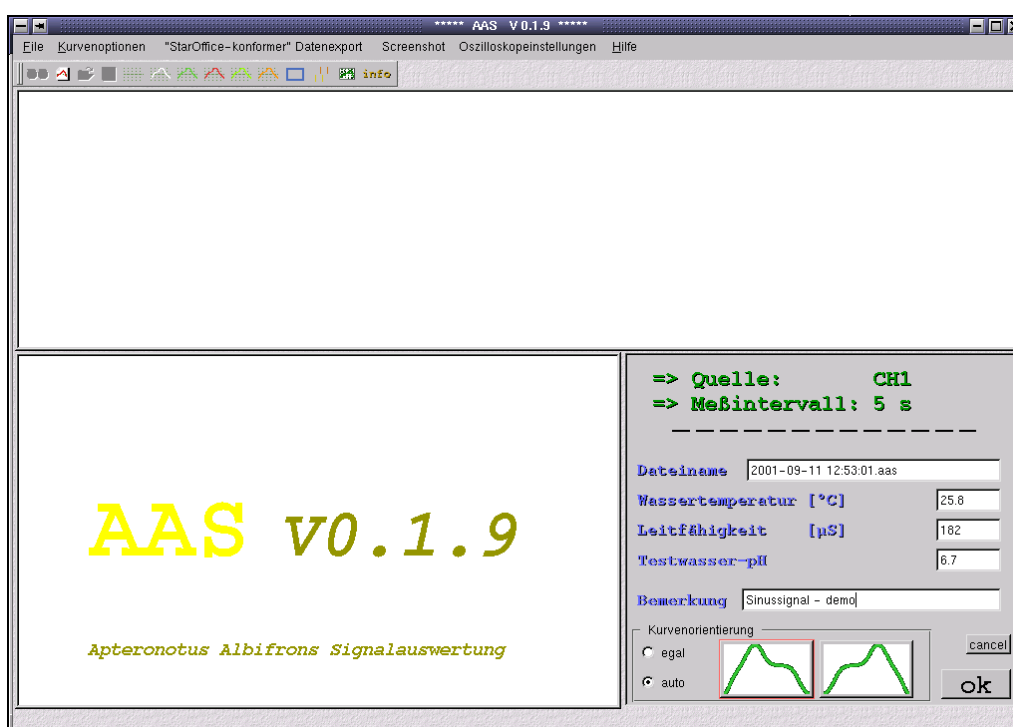 ***** AAS V 0.1.9 *****
File Kurvenoptionen "StarOffice-konformer" Datenexport Screenshot Oszilloskopeinstellungen Hilfe
info
=> Quelle: CH1
=> Meßintervall: 5 s
Dateiname 2001-09-11 12:53:01.aas
Wassertemperatur [°C] 25.8
Leitfähigkeit [µS] 182
Testwasser-pH 6.7
Bemerkung Sinussignal - demo
AAS V0.1.9
Apteronotus Albifrons Signalauswertung
Kurvenorientierung
egal
auto
cancel
ok